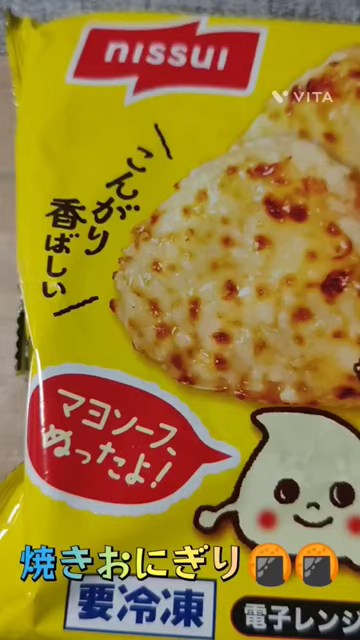 nissui
VITA
こんがり
香ばしい
マヨソース、
ぬったよ!
焼きおにぎり🍘🍘
要冷凍
電子レンジ